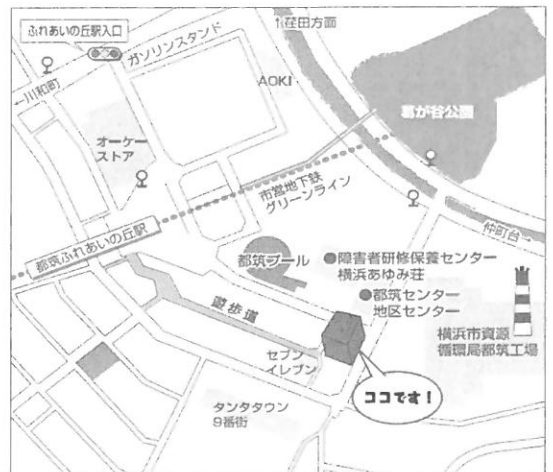 ふれあいの丘駅入口
ガソリンスタンド
↑荏田方面
AOKI
葛が谷公園
←川和町
オーケー
ストア
市営地下鉄
グリーンライン
仲町台→
都筑ふれあいの丘駅
都筑プール
●障害者研修保養センター
横浜あゆみ荘
●都筑センター
地区センター
遊歩道
横浜市資源
循環局都筑工場
セブン
イレブン
ココです！
タンタタウン
9番街